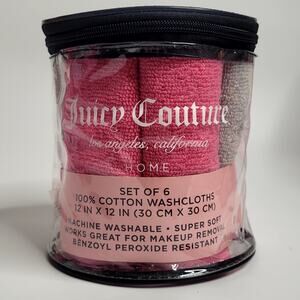 Juicy Couture
los angeles, california
HOME
SET OF 6
100% COTTON WASHCLOTHS
12 IN X 12 IN (30 CM X 30 CM)
MACHINE WASHABLE • SUPER SOFT
WORKS GREAT FOR MAKEUP REMOVAL
BENZOYL PEROXIDE RESISTANT